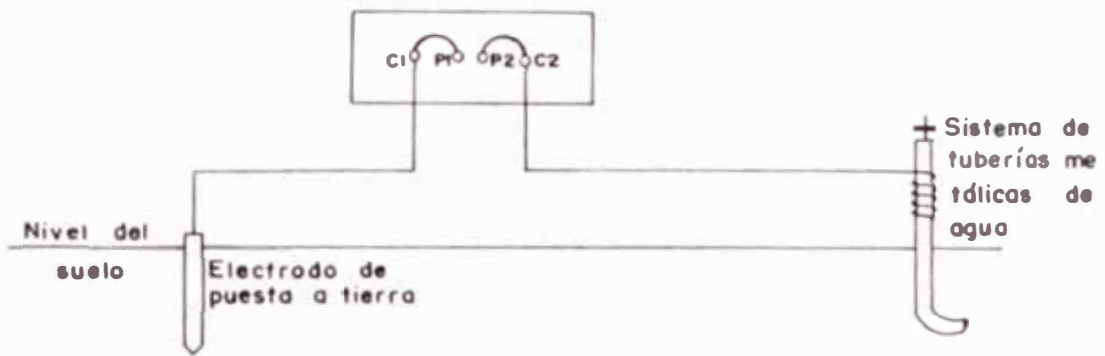 C1 P1 P2 C2
Sistema de
tuberías me
tálicas de
agua
Nivel del
suelo
Electrodo de
puesta a tierra